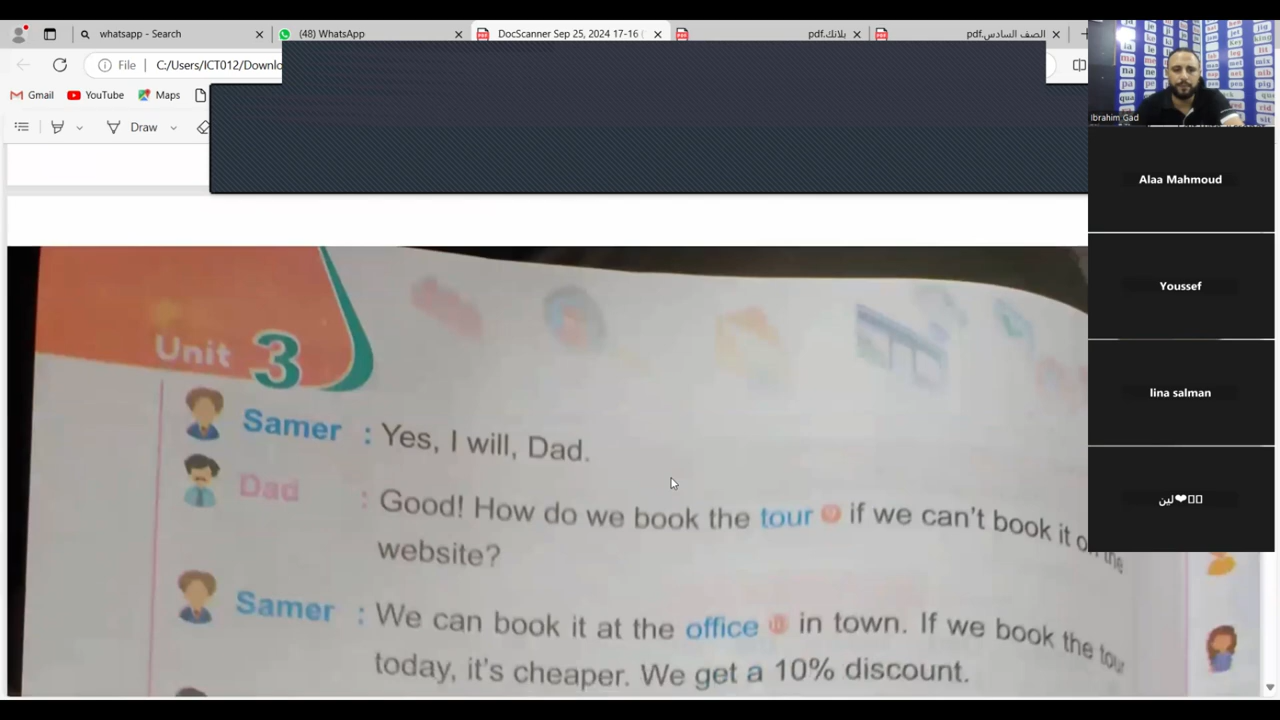 whatsapp - Search
(48) WhatsApp
DocScanner Sep 25, 2024 17-16 (
بلانك.pdf
الصف السادس.pdf
File
C:/Users/ICT012/Downlo
Gmail
YouTube
Maps
Draw
Ibrahim Gad
Alaa Mahmoud
Youssef
lina salman
لين❤
Unit 3
Samer : Yes, I will, Dad.
Dad : Good! How do we book the tour if we can't book it on the
website?
Samer : We can book it at the office in town. If we book the tour
today, it's cheaper. We get a 10% discount.